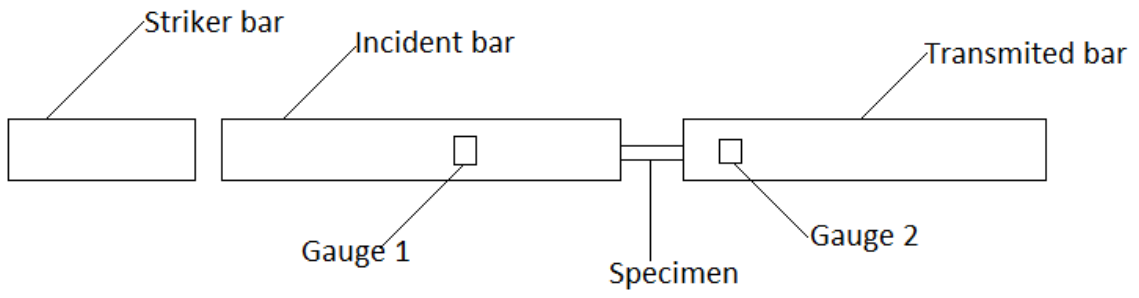 Striker bar
Incident bar
Transmited bar
Gauge 1
Gauge 2
Specimen